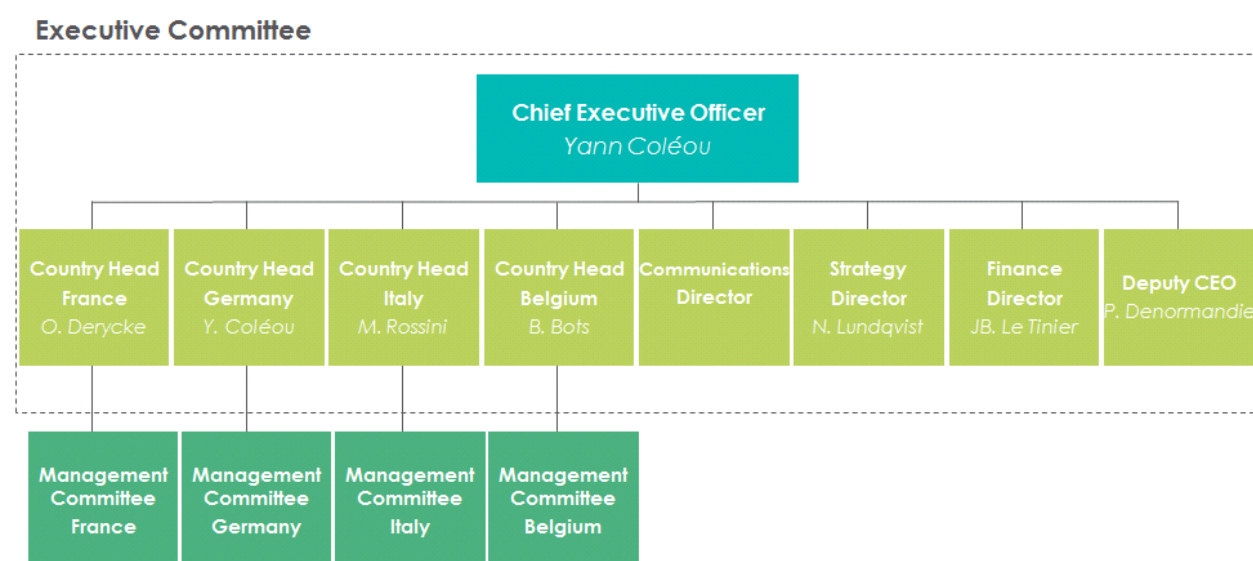 Executive Committee
Chief Executive Officer
Yann Coléou
Country Head
France
O. Derycke
Country Head
Germany
Y. Coléou
Country Head
Italy
M. Rossini
Country Head
Belgium
B. Bots
Communications
Director
Strategy
Director
N. Lundqvist
Finance
Director
JB. Le Tinier
Deputy CEO
P. Denormandie
Management
Committee
France
Management
Committee
Germany
Management
Committee
Italy
Management
Committee
Belgium